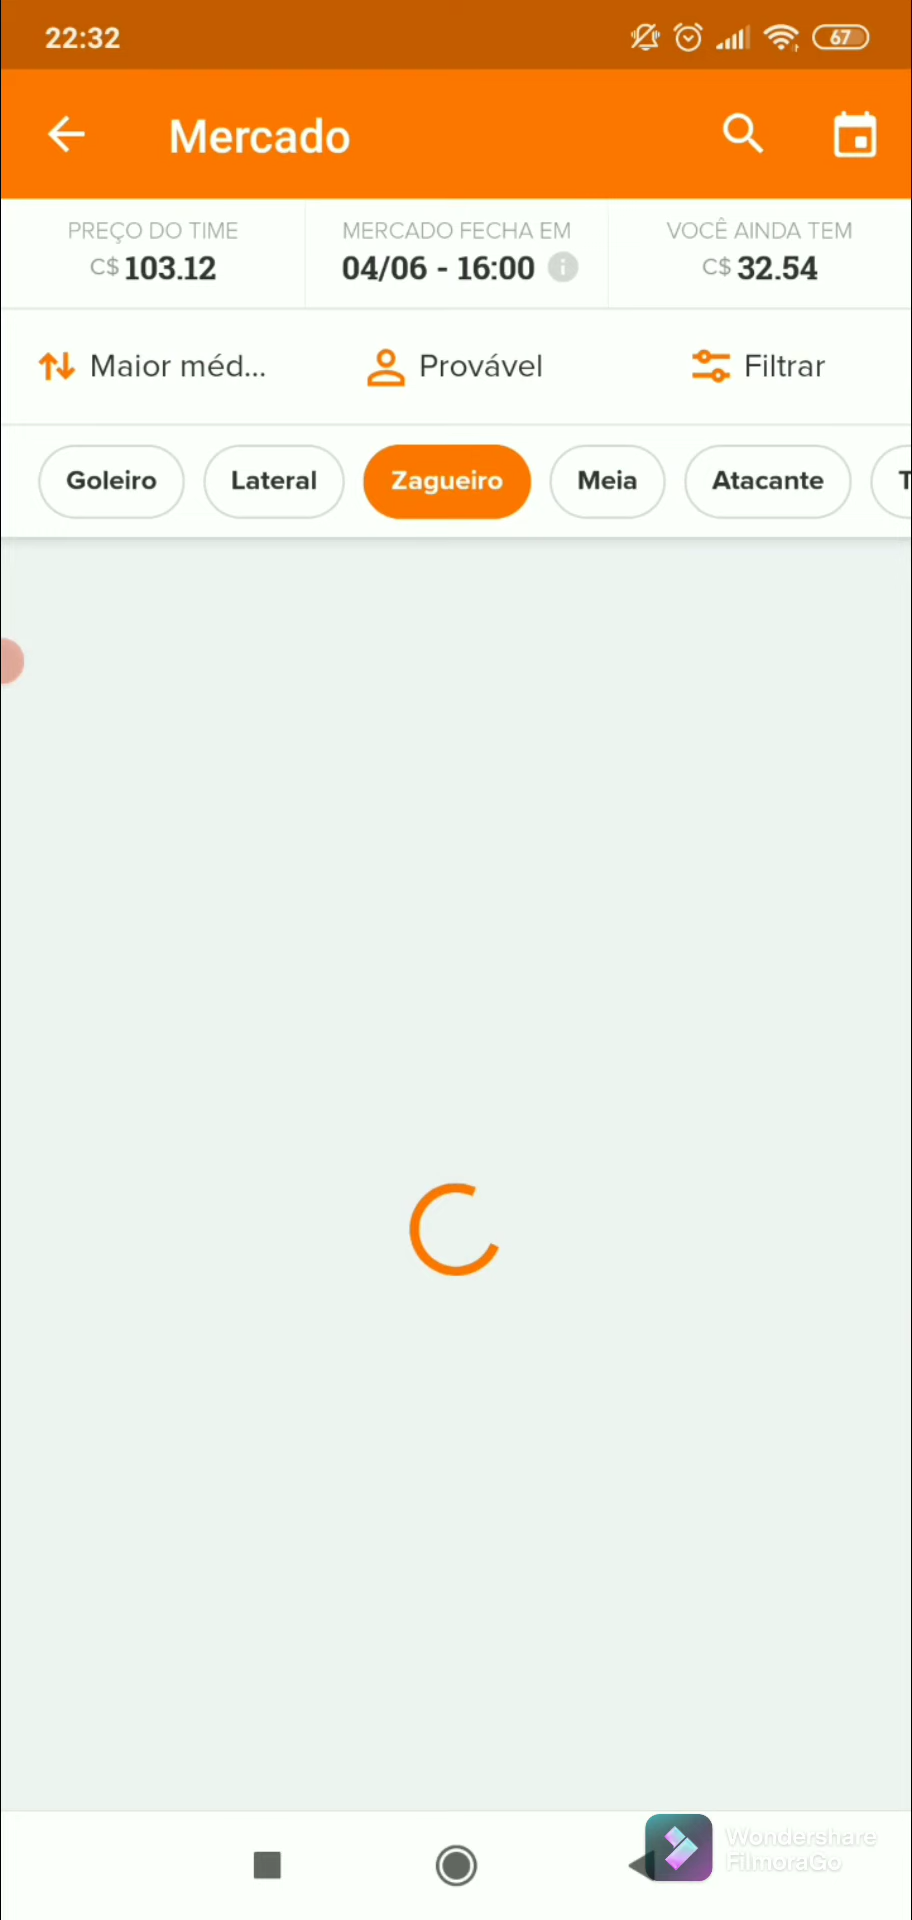 22:32
67
Mercado
PREÇO DO TIME
C$ 103.12
MERCADO FECHA EM
04/06 - 16:00
VOCÊ AINDA TEM
C$ 32.54
Maior méd...
Provável
Filtrar
Goleiro
Lateral
Zagueiro
Meia
Atacante
T
Wondershare
FilmoraGo